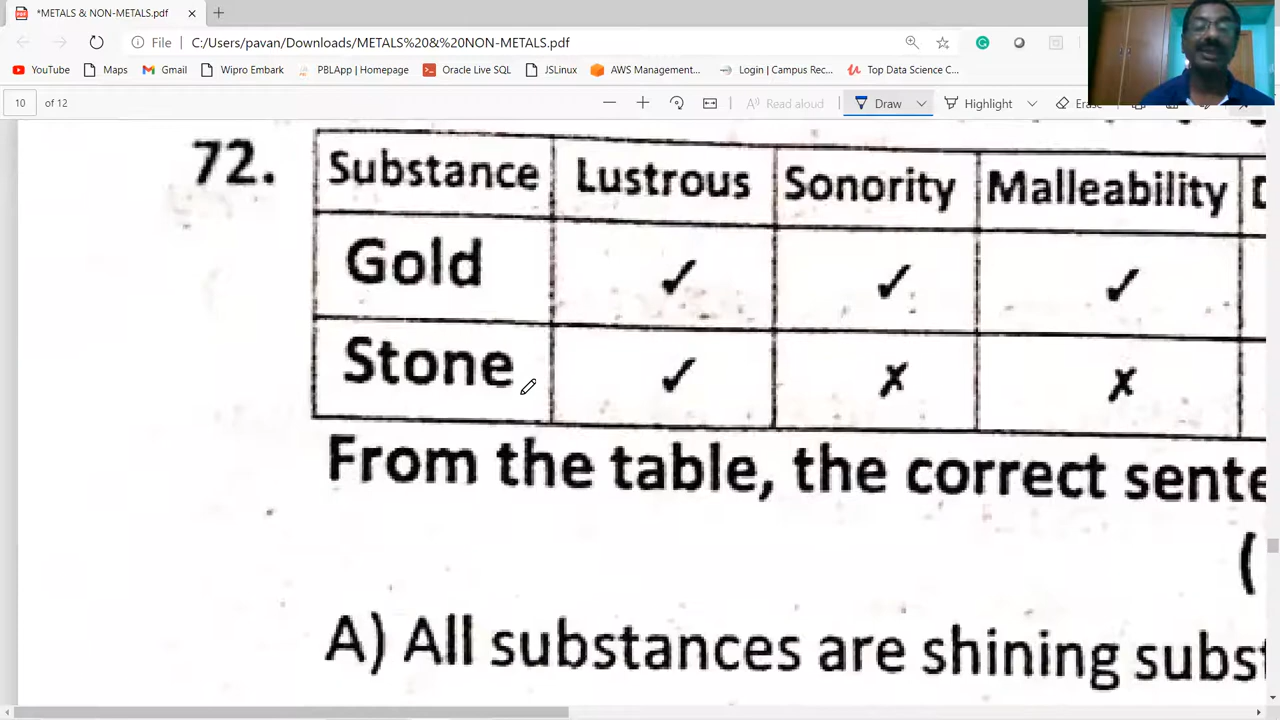 *METALS & NON-METALS.pdf
File C:/Users/pavan/Downloads/METALS%20&%20NON-METALS.pdf
YouTube Maps Gmail Wipro Embark PBLApp | Homepage Oracle Live SQL JSLinux AWS Management... Login | Campus Rec... Top Data Science C...
10 of 12 Read aloud Draw Highlight Erase
72. Substance Lustrous Sonority Malleability D
Gold ✓ ✓ ✓
Stone ✓ ✗ ✗
From the table, the correct sente
(
A) All substances are shining subst